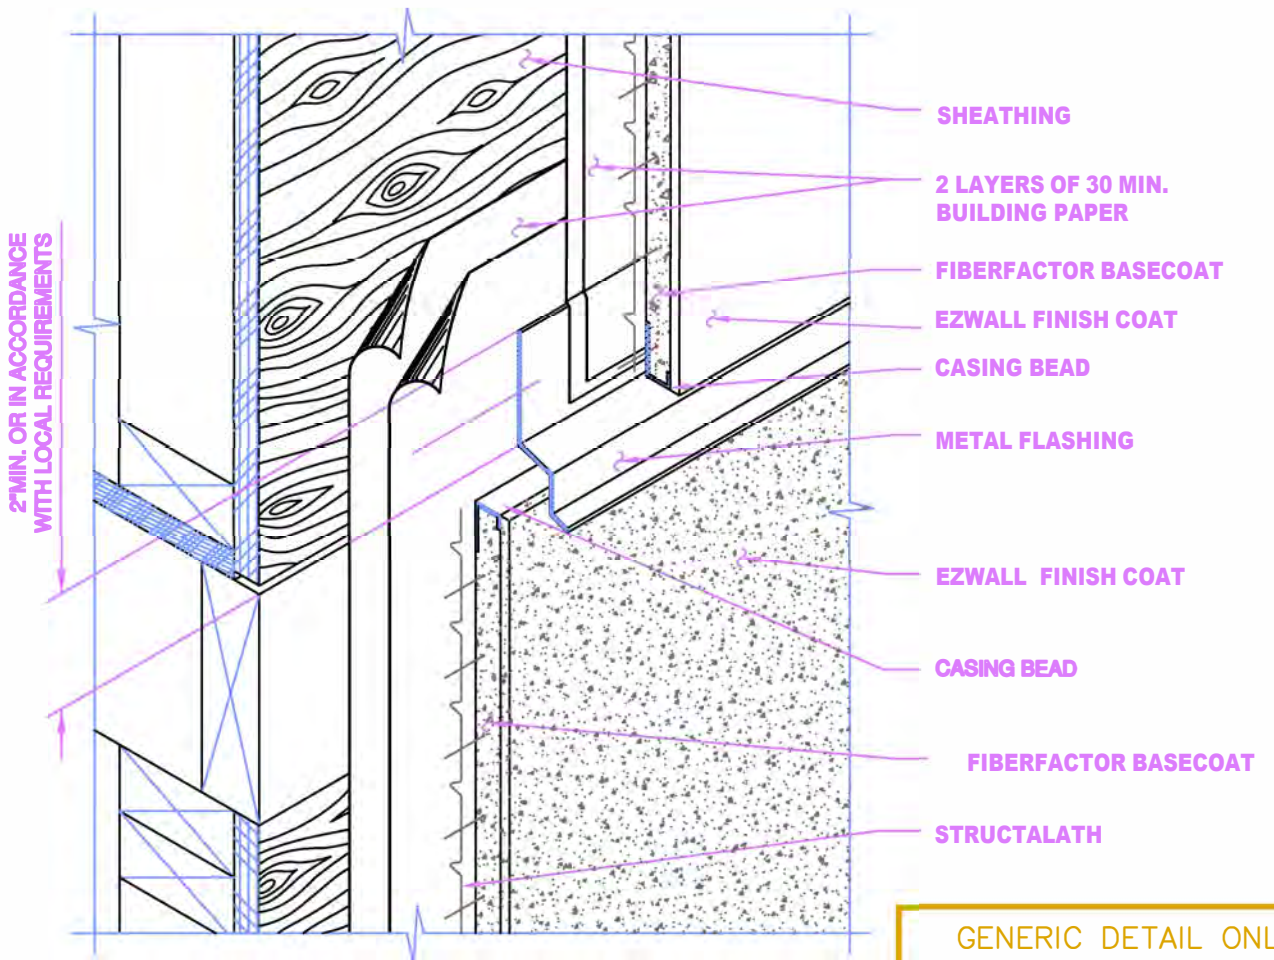 SHEATHING
2 LAYERS OF 30 MIN.
BUILDING PAPER
FIBERFACTOR BASECOAT
EZWALL FINISH COAT
CASING BEAD
METAL FLASHING
EZWALL FINISH COAT
CASING BEAD
FIBERFACTOR BASECOAT
STRUCTALATH
2"MIN. OR IN ACCORDANCE
WITH LOCAL REQUIREMENTS
GENERIC DETAIL ONL